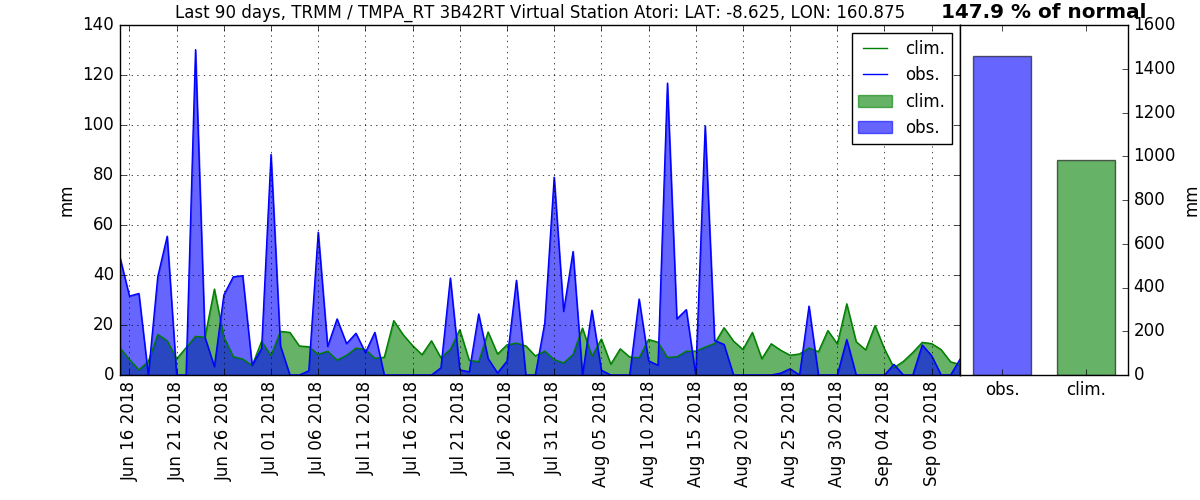 Last 90 days, TRMM / TMPA_RT 3B42RT Virtual Station Atori: LAT: -8.625, LON: 160.875
147.9 % of normal
140
120
100
80
60
40
20
0
mm
clim.
obs.
clim.
obs.
Jun 16 2018
Jun 21 2018
Jun 26 2018
Jul 01 2018
Jul 06 2018
Jul 11 2018
Jul 16 2018
Jul 21 2018
Jul 26 2018
Jul 31 2018
Aug 05 2018
Aug 10 2018
Aug 15 2018
Aug 20 2018
Aug 25 2018
Aug 30 2018
Sep 04 2018
Sep 09 2018
1600
1400
1200
1000
800
600
400
200
0
mm
obs.
clim.